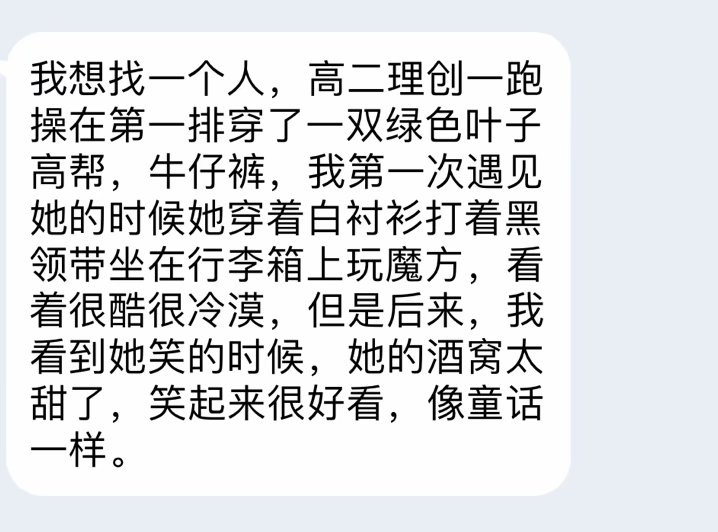 我想找一个人，高二理创一跑
操在第一排穿了一双绿色叶子
高帮，牛仔裤，我第一次遇见
她的时候她穿着白衬衫打着黑
领带坐在行李箱上玩魔方，看
着很酷很冷漠，但是后来，我
看到她笑的时候，她的酒窝太
甜了，笑起来很好看，像童话
一样。